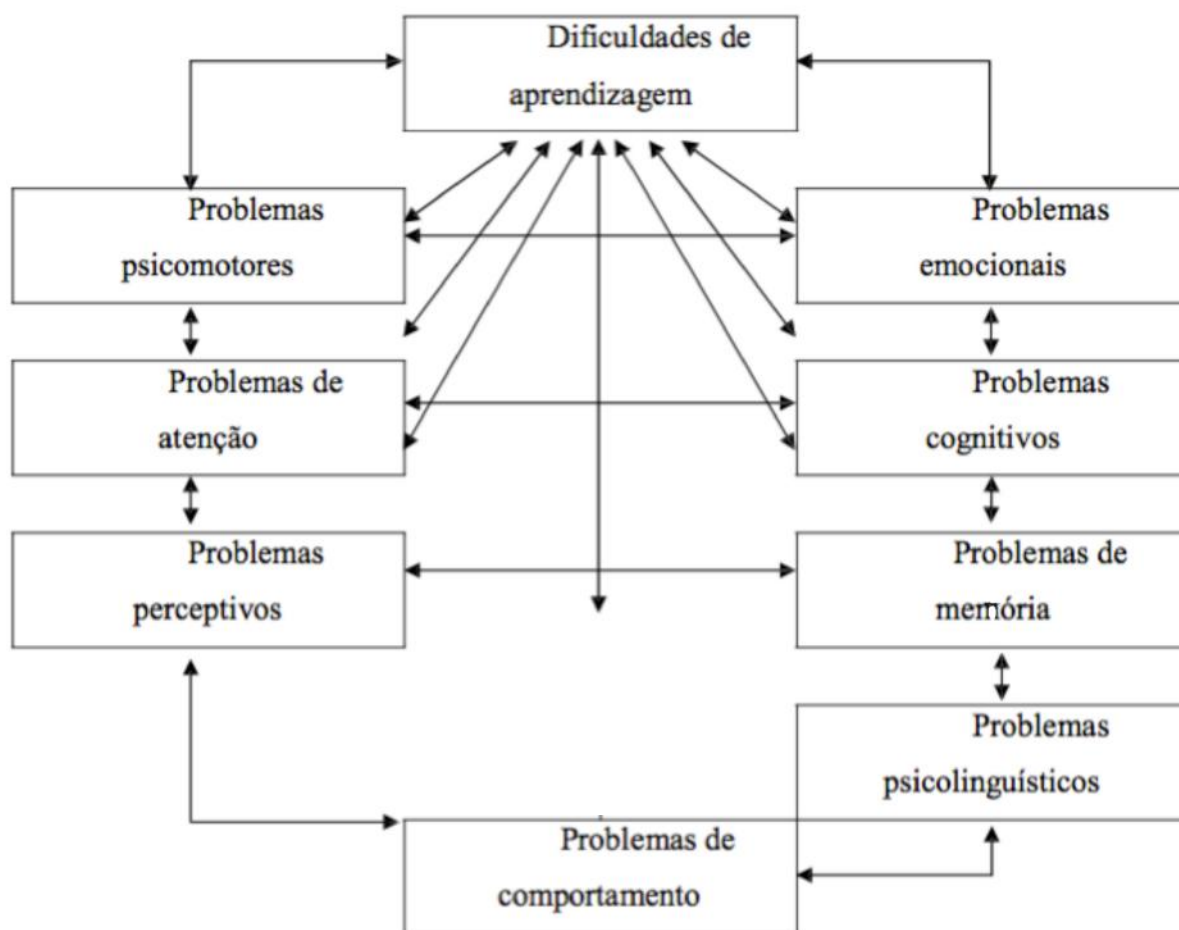 Dificuldades de
aprendizagem
Problemas
psicomotores
Problemas
emocionais
Problemas de
atenção
Problemas
cognitivos
Problemas
perceptivos
Problemas de
memória
Problemas
psicolinguísticos
Problemas de
comportamento